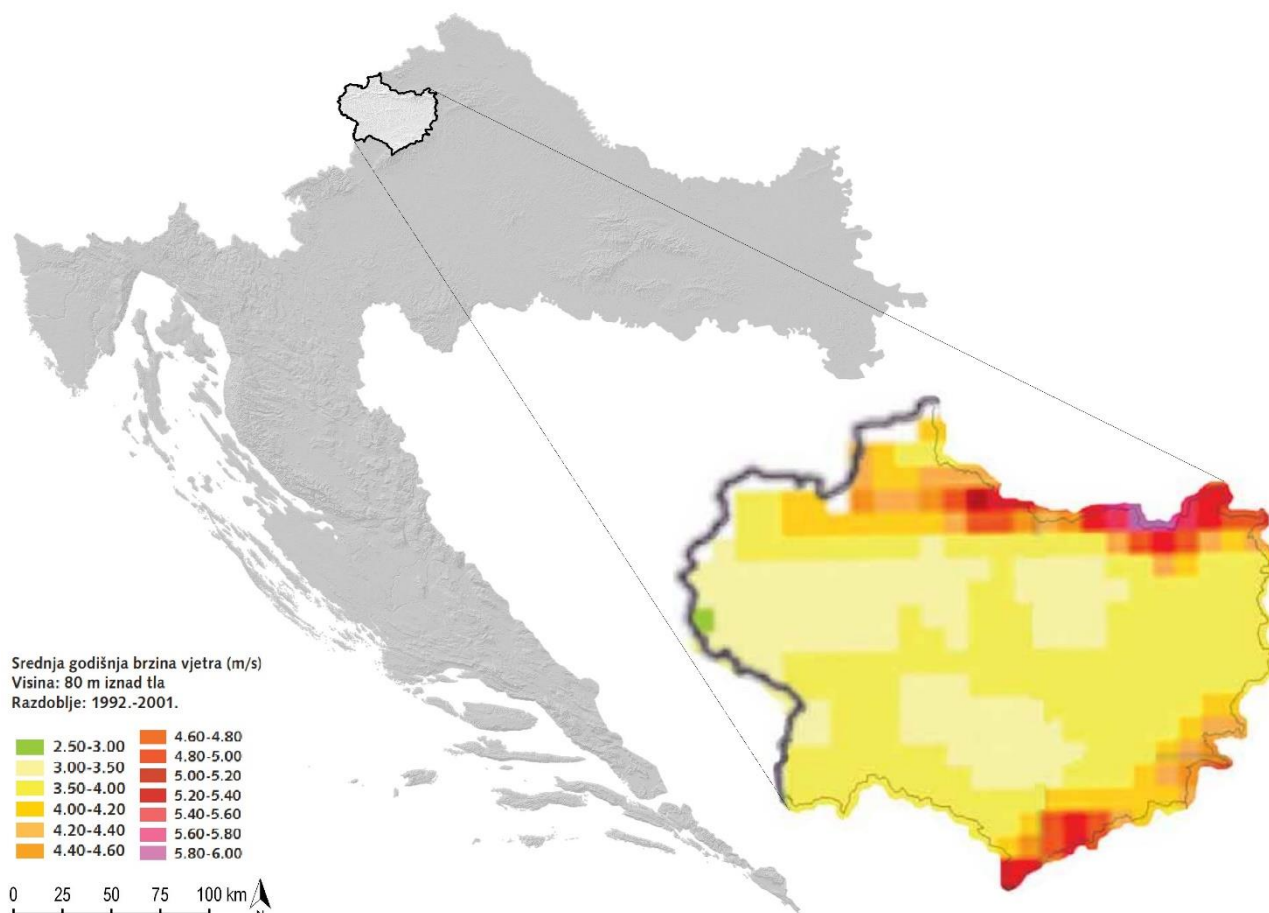 Srednja godišnja brzina vjetra (m/s)
Visina: 80 m iznad tla
Razdoblje: 1992.-2001.
2.50-3.00
3.00-3.50
3.50-4.00
4.00-4.20
4.20-4.40
4.40-4.60
4.60-4.80
4.80-5.00
5.00-5.20
5.20-5.40
5.40-5.60
5.60-5.80
5.80-6.00
0 25 50 75 100 km
N